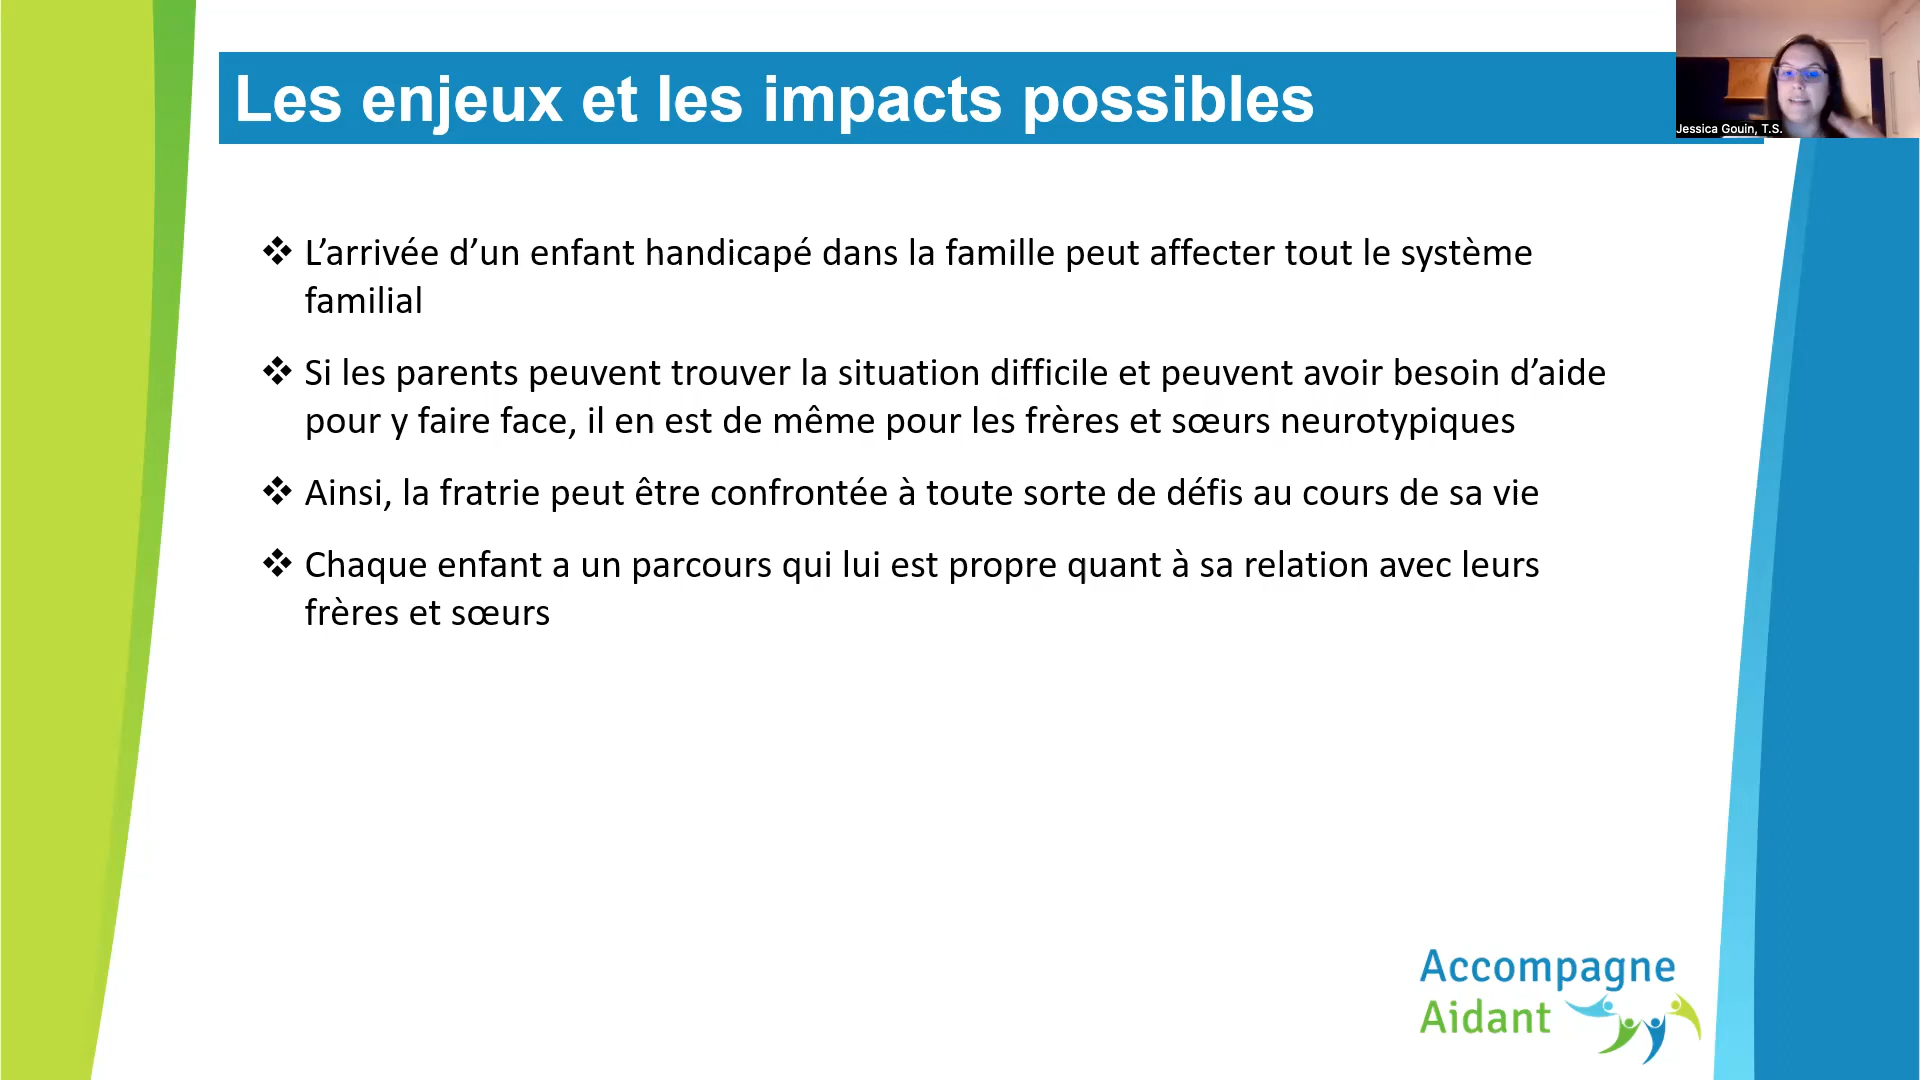 Les enjeux et les impacts possibles
Jessica Gouin, T.S.
❖ L’arrivée d’un enfant handicapé dans la famille peut affecter tout le système
familial
❖ Si les parents peuvent trouver la situation difficile et peuvent avoir besoin d’aide
pour y faire face, il en est de même pour les frères et sœurs neurotypiques
❖ Ainsi, la fratrie peut être confrontée à toute sorte de défis au cours de sa vie
❖ Chaque enfant a un parcours qui lui est propre quant à sa relation avec leurs
frères et sœurs
Accompagne
Aidant